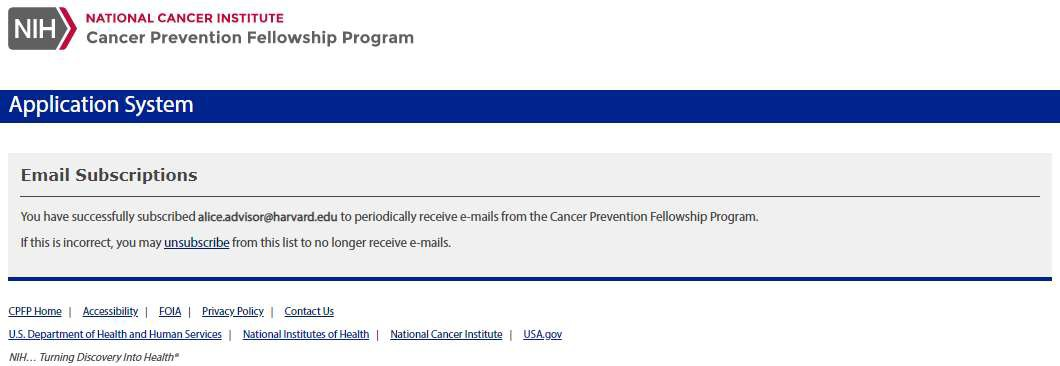 NIH NATIONAL CANCER INSTITUTE
Cancer Prevention Fellowship Program
Application System
Email Subscriptions
You have successfully subscribed alice.advisor@harvard.edu to periodically receive e-mails from the Cancer Prevention Fellowship Program.
If this is incorrect, you may unsubscribe from this list to no longer receive e-mails.
CPFP Home | Accessibility | FOIA | Privacy Policy | Contact Us
U.S. Department of Health and Human Services | National Institutes of Health | National Cancer Institute | USA.gov
NIH... Turning Discovery Into Health®